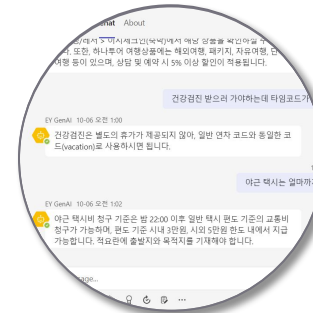 Chat About
이지체크인(숙박)에서 해당 상품을 확인하실 수
다. 또한, 하나투어 여행상품에는 해외여행, 패키지, 자유여행, 단
여행 등이 있으며, 상담 및 예약 시 5% 이상 할인이 적용됩니다.
건강검진 받으러 가야하는데 타임코드가
EY GenAI 10-06 오전 1:00
건강검진은 별도의 휴가가 제공되지 않아, 일반 연차 코드와 동일한 코
드(vacation)로 사용하시면 됩니다.
야근 택시는 얼마까
EY GenAI 10-06 오전 1:02
야근 택시비 청구 기준은 밤 22:00 이후 일반 택시 편도 기준의 교통비
청구가 가능하며, 편도 기준 시내 3만원, 시외 5만원 한도 내에서 지급
가능합니다. 적요란에 출발지와 목적지를 기재해야 합니다.